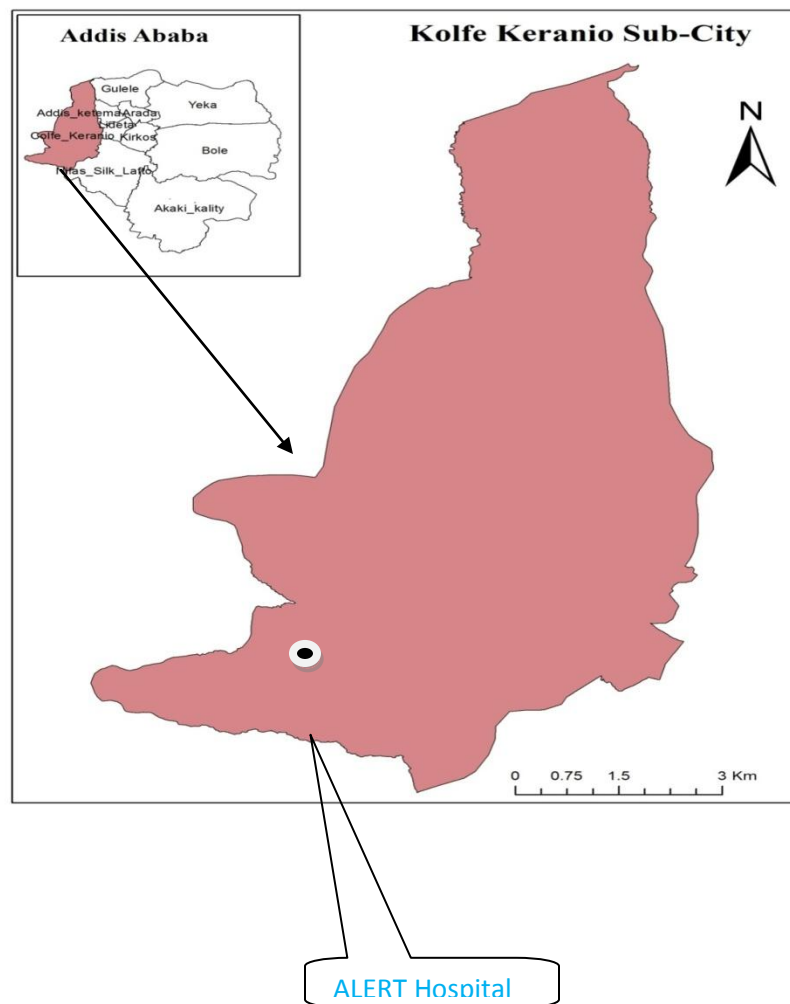 Addis Ababa
Kolfe Keranio Sub-City
Gulele
Yeka
Addis_ketema
Arada
Lideta
Colfe_Keranio
Kirkos
Bole
Nifas_Silk_Lafto
Akaki_kality
N
0 0.75 1.5 3 Km
ALERT Hospital